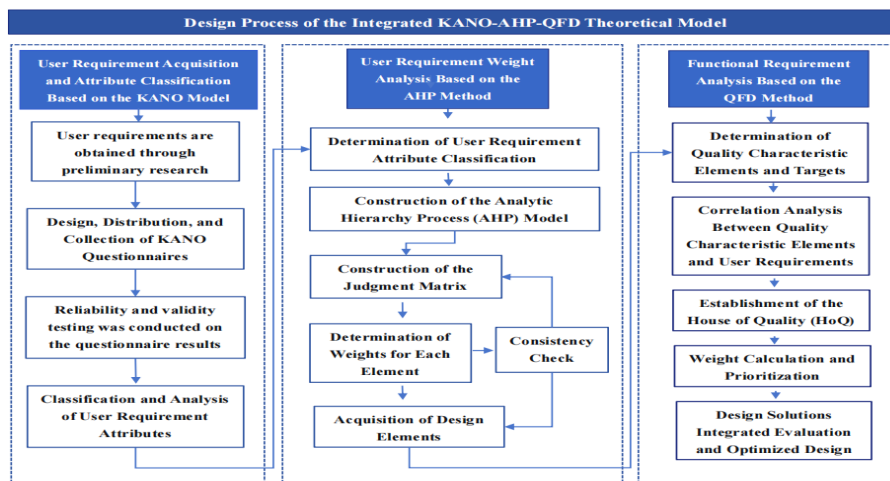 Design Process of the Integrated KANO-AHP-QFD Theoretical Model
User Requirement Acquisition
and Attribute Classification
Based on the KANO Model
User requirements are
obtained through
preliminary research
Design, Distribution, and
Collection of KANO
Questionnaires
Reliability and validity
testing was conducted on
the questionnaire results
Classification and Analysis
of User Requirement
Attributes
User Requirement Weight
Analysis Based on the
AHP Method
Determination of User Requirement
Attribute Classification
Construction of the Analytic
Hierarchy Process (AHP) Model
Construction of the
Judgment Matrix
Determination of
Weights for Each
Element
Consistency
Check
Acquisition of Design
Elements
Functional Requirement
Analysis Based on the
QFD Method
Determination of
Quality Characteristic
Elements and Targets
Correlation Analysis
Between Quality
Characteristic Elements
and User Requirements
Establishment of the
House of Quality (HoQ)
Weight Calculation and
Prioritization
Design Solutions
Integrated Evaluation
and Optimized Design